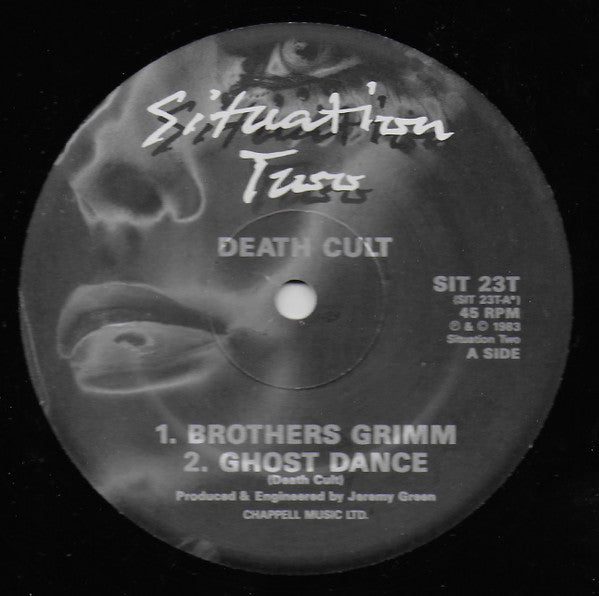 Situation
Two
DEATH CULT
SIT 23T
(SIT 23T-A*)
45 RPM
℗ & © 1983
Situation Two
A SIDE
1. BROTHERS GRIMM
2. GHOST DANCE
(Death Cult)
Produced & Engineered by Jeremy Green
CHAPPELL MUSIC LTD.